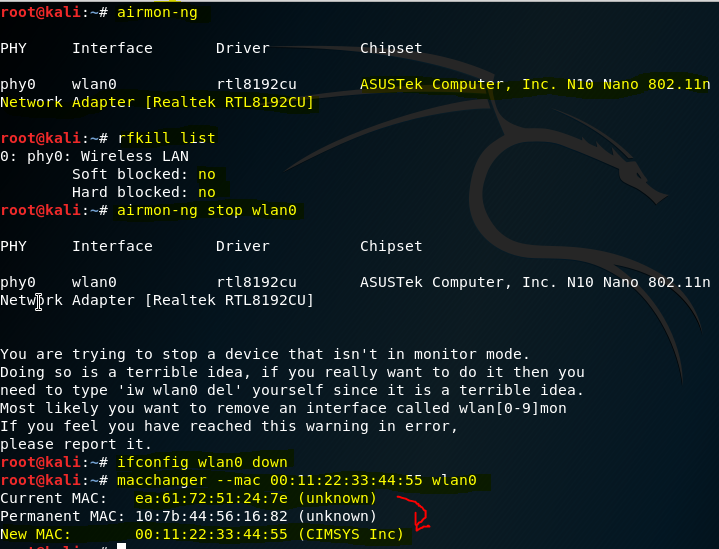 root@kali:~# airmon-ng
PHY Interface Driver Chipset
phy0 wlan0 rtl8192cu ASUSTek Computer, Inc. N10 Nano 802.11n
Network Adapter [Realtek RTL8192CU]
root@kali:~# rfkill list
0: phy0: Wireless LAN
Soft blocked: no
Hard blocked: no
root@kali:~# airmon-ng stop wlan0
PHY Interface Driver Chipset
phy0 wlan0 rtl8192cu ASUSTek Computer, Inc. N10 Nano 802.11n
Network Adapter [Realtek RTL8192CU]
You are trying to stop a device that isn't in monitor mode.
Doing so is a terrible idea, if you really want to do it then you
need to type 'iw wlan0 del' yourself since it is a terrible idea.
Most likely you want to remove an interface called wlan[0-9]mon
If you feel you have reached this warning in error,
please report it.
root@kali:~# ifconfig wlan0 down
root@kali:~# macchanger --mac 00:11:22:33:44:55 wlan0
Current MAC: ea:61:72:51:24:7e (unknown)
Permanent MAC: 10:7b:44:56:16:82 (unknown)
New MAC: 00:11:22:33:44:55 (CIMSYS Inc)
root@kali:~#